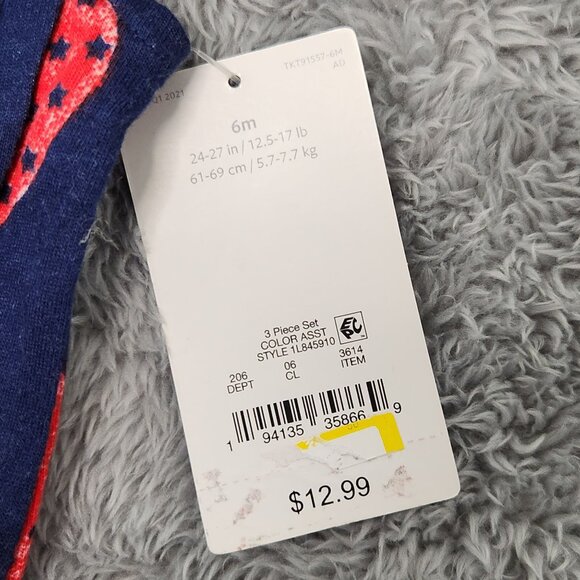 TKT91557-6M
AD
Q1 2021
6m
24-27 in / 12.5-17 lb
61-69 cm / 5.7-7.7 kg
3 Piece Set
COLOR ASST
STYLE 1L845910
EPC
206 06 3614
DEPT CL ITEM
1 94135 35866 9
$12.99